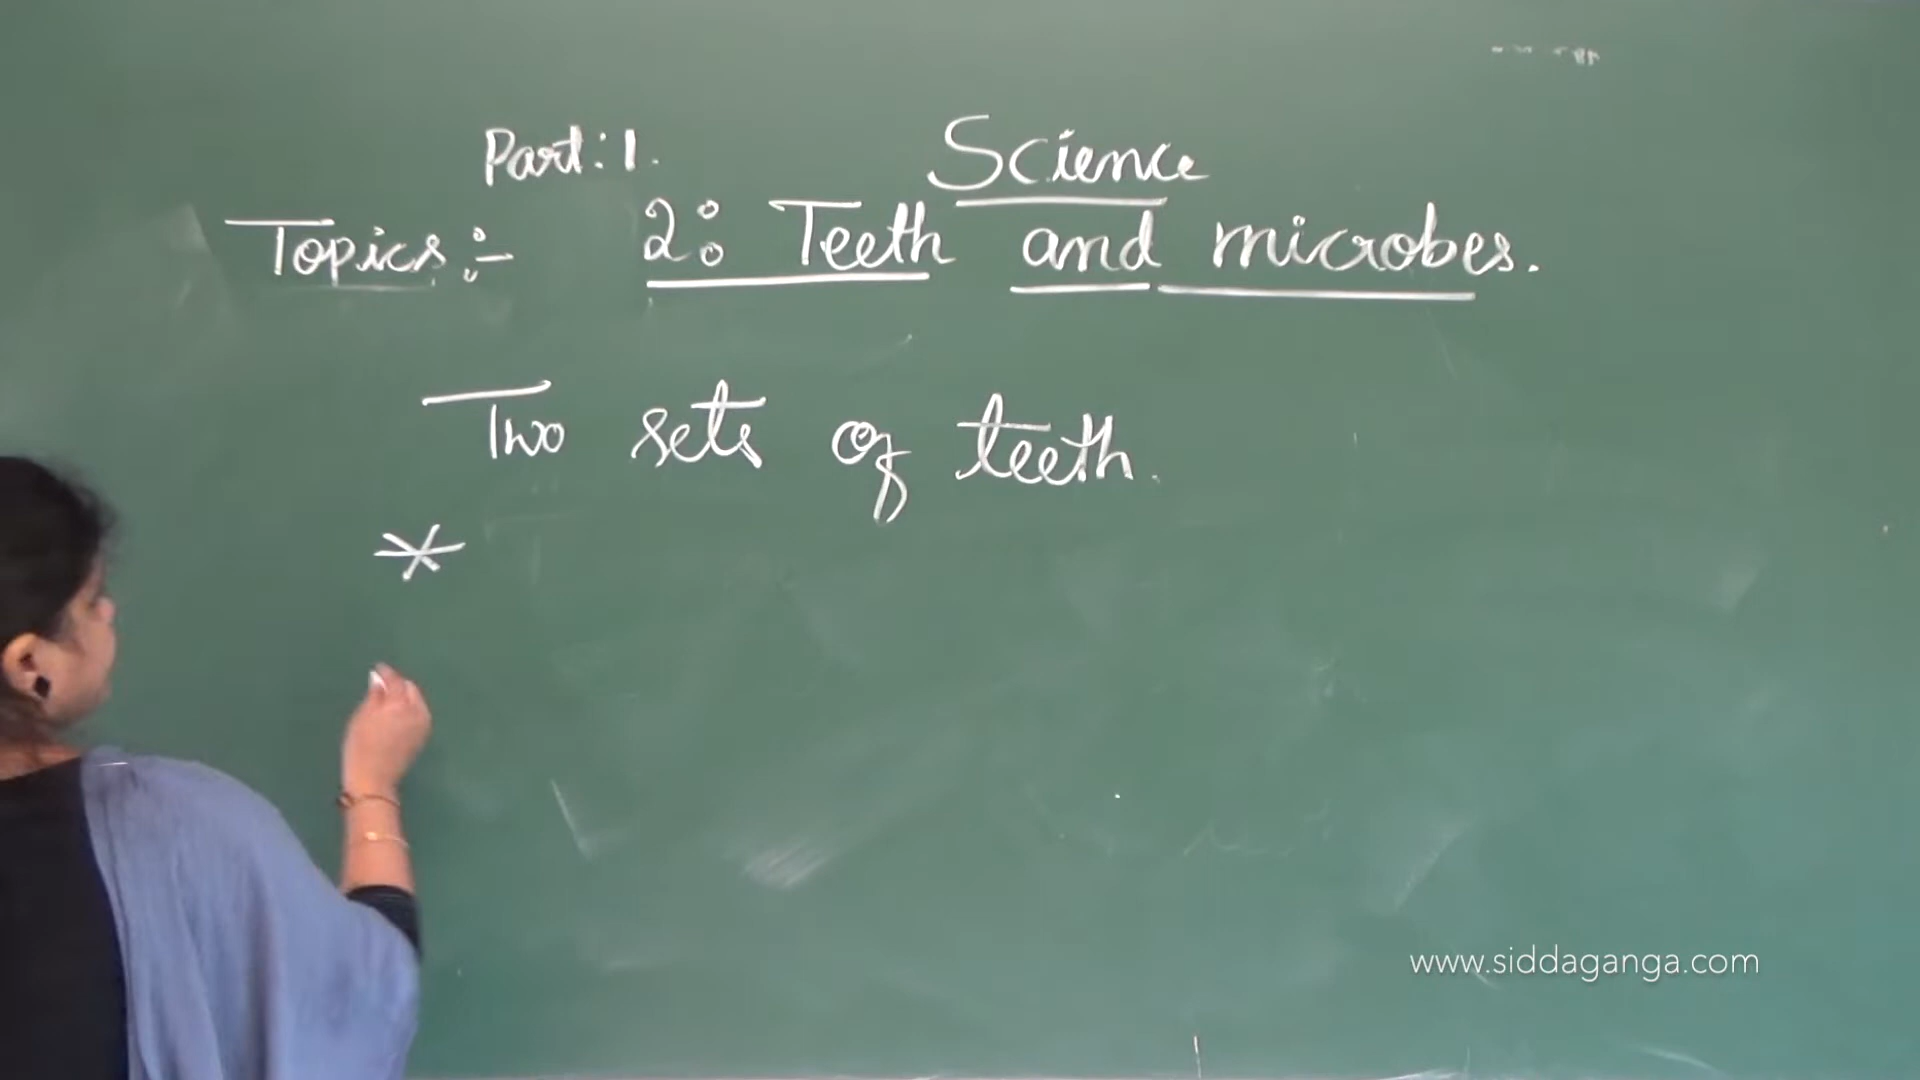 Part: 1. Science
Topics :- 2: Teeth and microbes.
Two sets of teeth.
*
www.siddaganga.com